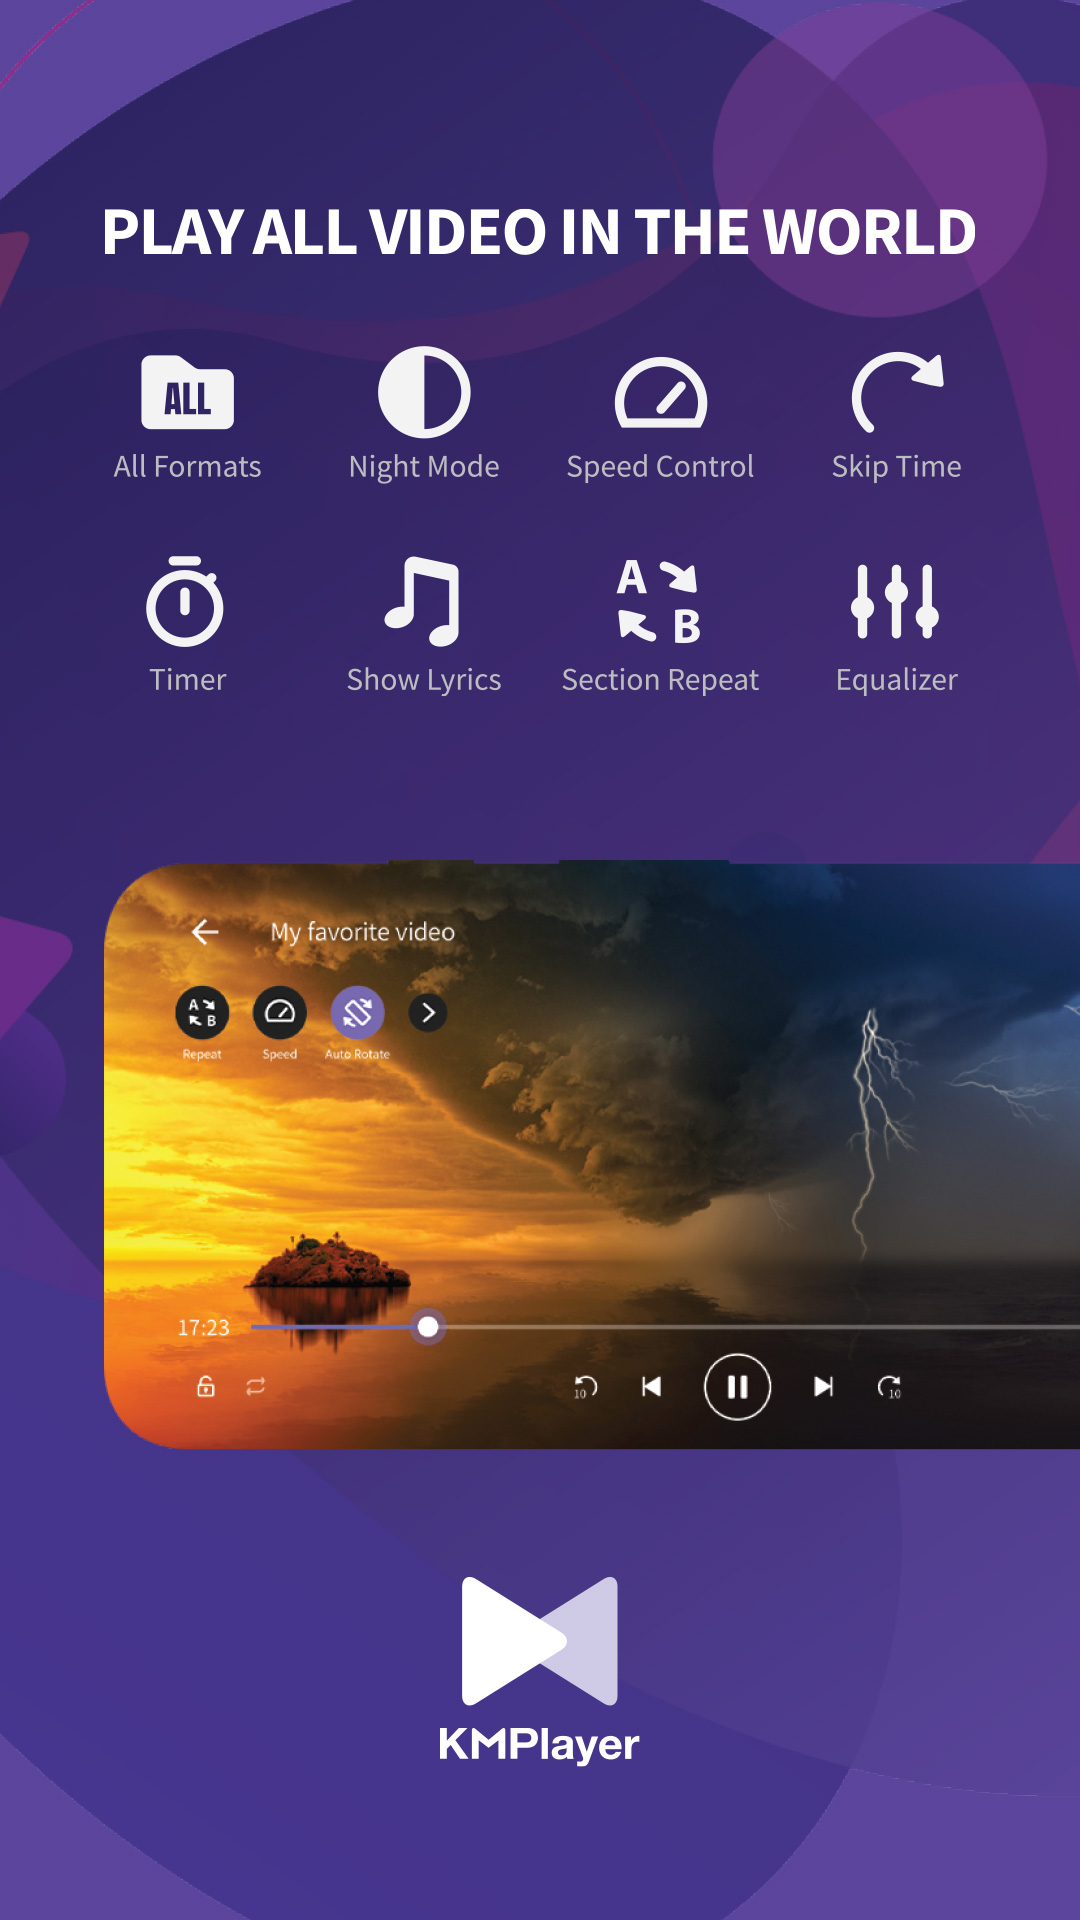 PLAY ALL VIDEO IN THE WORLD
ALL
All Formats
Night Mode
Speed Control
Skip Time
A
B
Timer
Show Lyrics
Section Repeat
Equalizer
My favorite video
A
B
Repeat
Speed
Auto Rotate
17:23
10
10
KMPlayer